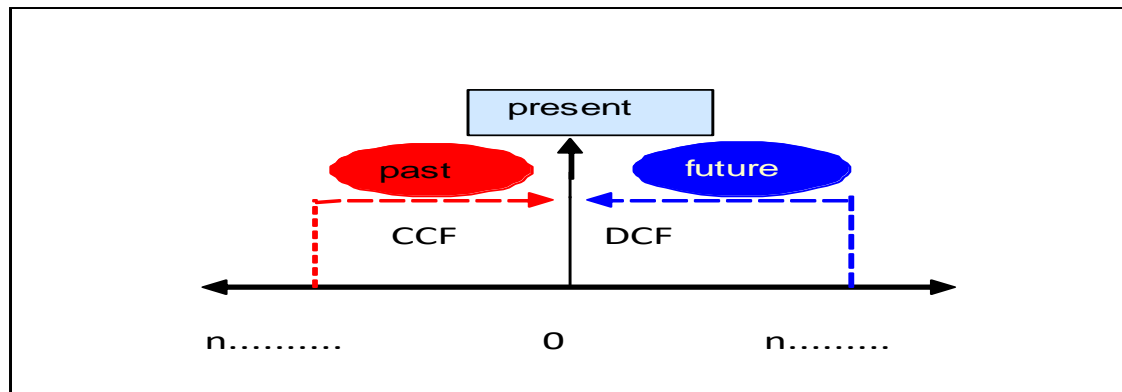 present
past
future
CCF
DCF
n..........
0
n.........